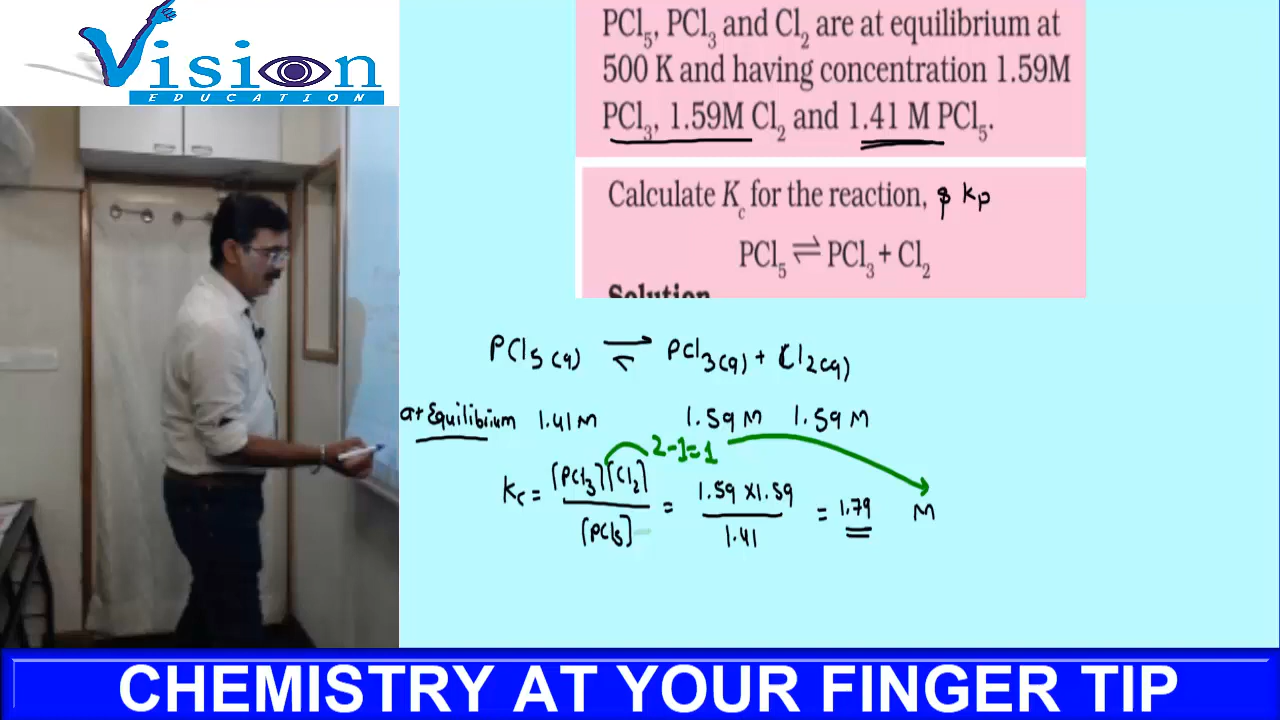 Vision
EDUCATION
PCl₅, PCl₃ and Cl₂ are at equilibrium at
500 K and having concentration 1.59M
PCl₃, 1.59M Cl₂ and 1.41 M PCl₅.
Calculate K_c for the reaction, & Kp
PCl₅ ⇌ PCl₃ + Cl₂
Solution
PCl₅(g) ⇌ PCl₃(g) + Cl₂(g)
at Equilibrium 1.41M 1.59 M 1.59 M
2-1=1
Kc = [PCl₃][Cl₂] / [PCl₅] = 1.59 x1.59 / 1.41 = 1.79 M
CHEMISTRY AT YOUR FINGER TIP